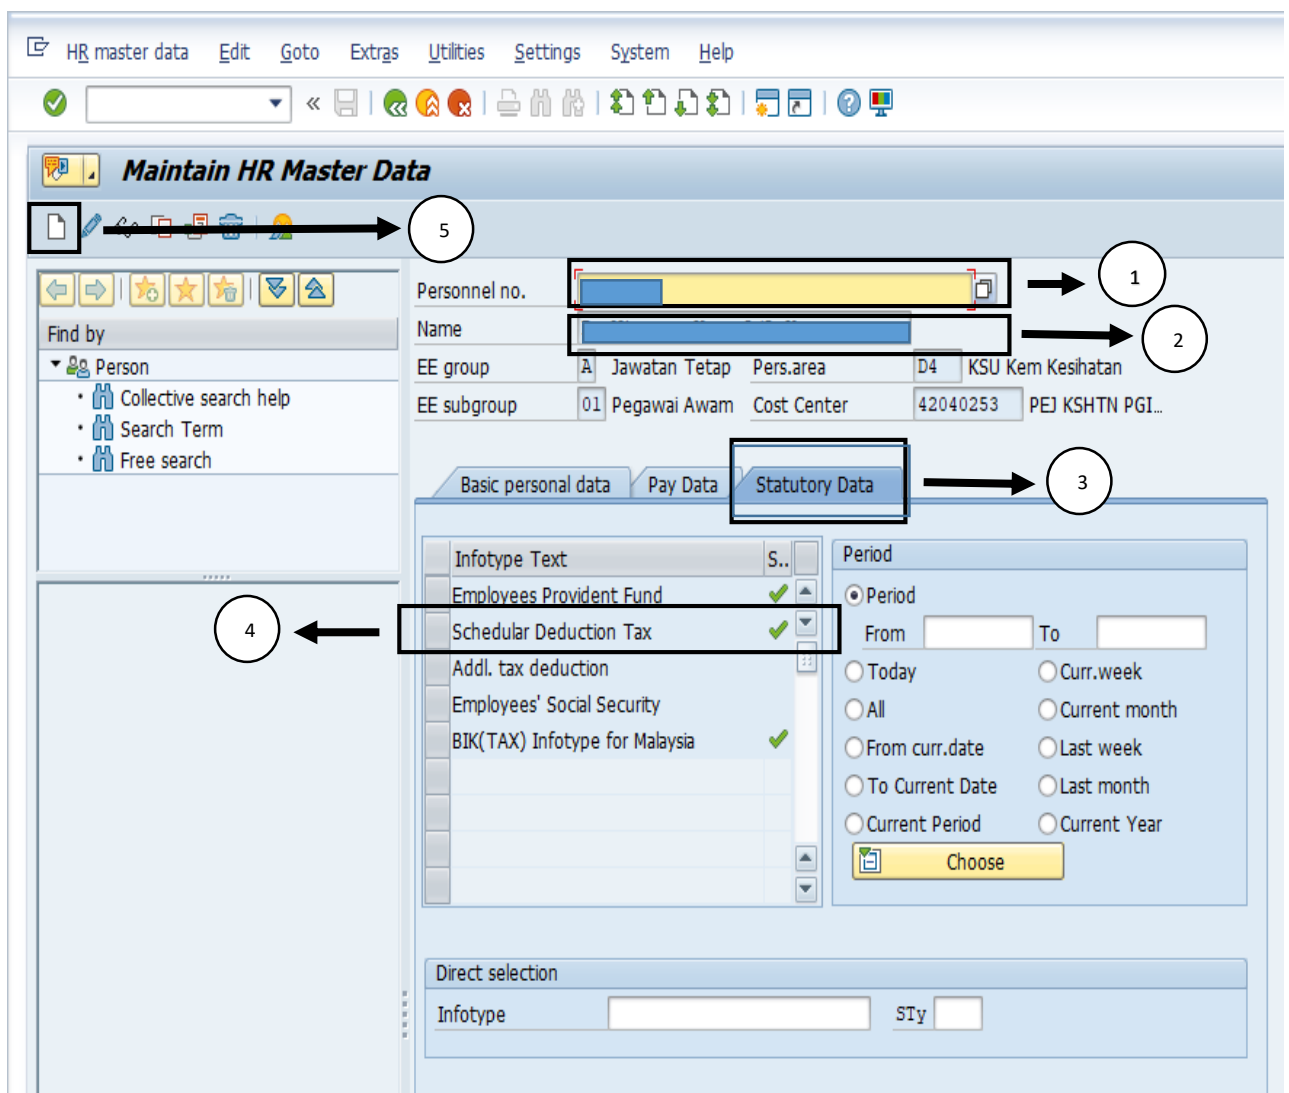 HR master data Edit Goto Extras Utilities Settings System Help
Maintain HR Master Data
5
Personnel no.
1
Name
2
Find by
Person
Collective search help
Search Term
Free search
EE group A Jawatan Tetap Pers.area D4 KSU Kem Kesihatan
EE subgroup 01 Pegawai Awam Cost Center 42040253 PEJ KSHTN PGI...
Basic personal data Pay Data Statutory Data
3
Infotype Text S..
Employees Provident Fund
Schedular Deduction Tax
4
Addl. tax deduction
Employees' Social Security
BIK(TAX) Infotype for Malaysia
Period
Period
From To
Today Curr.week
All Current month
From curr.date Last week
To Current Date Last month
Current Period Current Year
Choose
Direct selection
Infotype STy